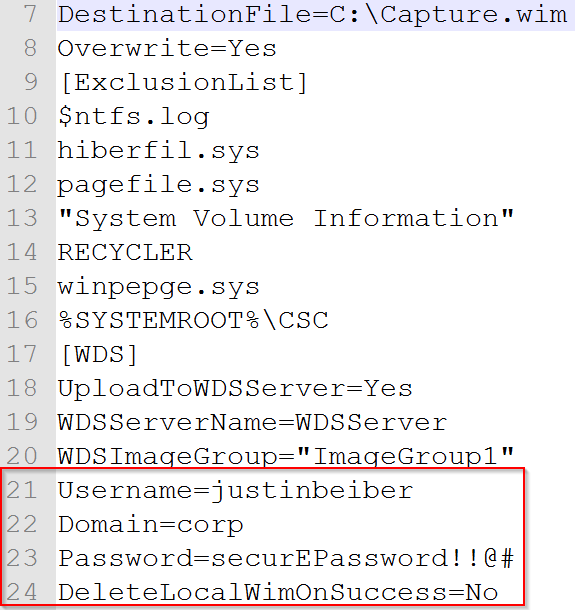 7 DestinationFile=C:\Capture.wim
8 Overwrite=Yes
9 [ExclusionList]
10 $ntfs.log
11 hiberfil.sys
12 pagefile.sys
13 "System Volume Information"
14 RECYCLER
15 winpepge.sys
16 %SYSTEMROOT%\CSC
17 [WDS]
18 UploadToWDSServer=Yes
19 WDSServerName=WDSServer
20 WDSImageGroup="ImageGroup1"
21 Username=justinbeiber
22 Domain=corp
23 Password=securEPassword!!@#
24 DeleteLocalWimOnSuccess=No